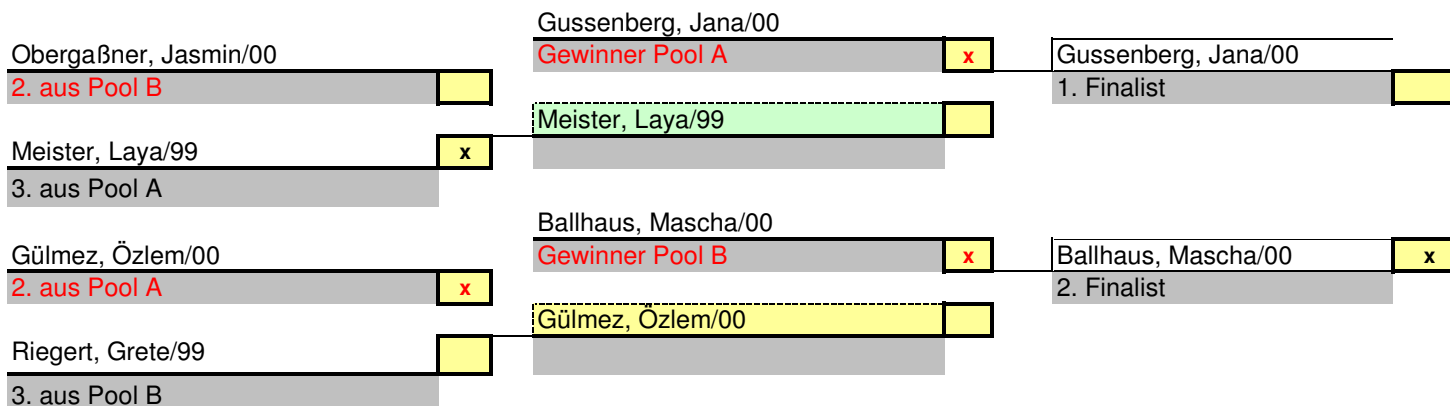 Obergaßner, Jasmin/00
2. aus Pool B
Meister, Laya/99
x
3. aus Pool A
Gülmez, Özlem/00
2. aus Pool A
x
Riegert, Grete/99
3. aus Pool B
Gussenberg, Jana/00
Gewinner Pool A
x
Meister, Laya/99
Ballhaus, Mascha/00
Gewinner Pool B
x
Gülmez, Özlem/00
Gussenberg, Jana/00
1. Finalist
Ballhaus, Mascha/00
x
2. Finalist